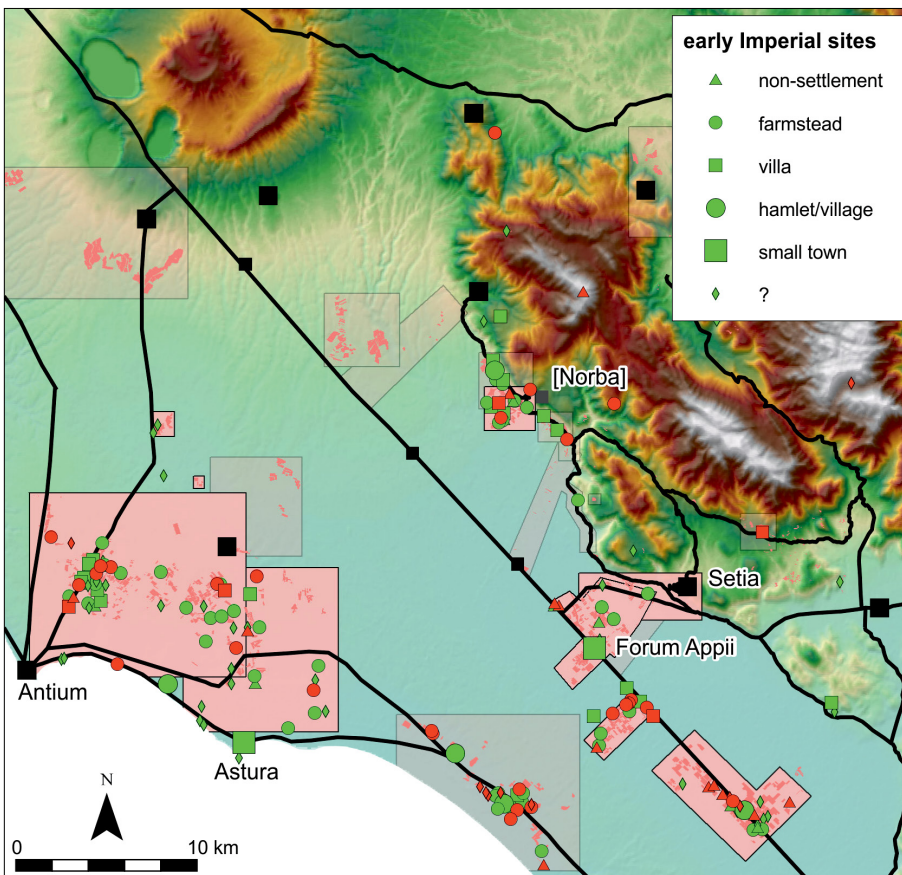 early Imperial sites
non-settlement
farmstead
villa
hamlet/village
small town
?
[Norba]
Setia
Forum Appii
Antium
Astura
N
0
10 km